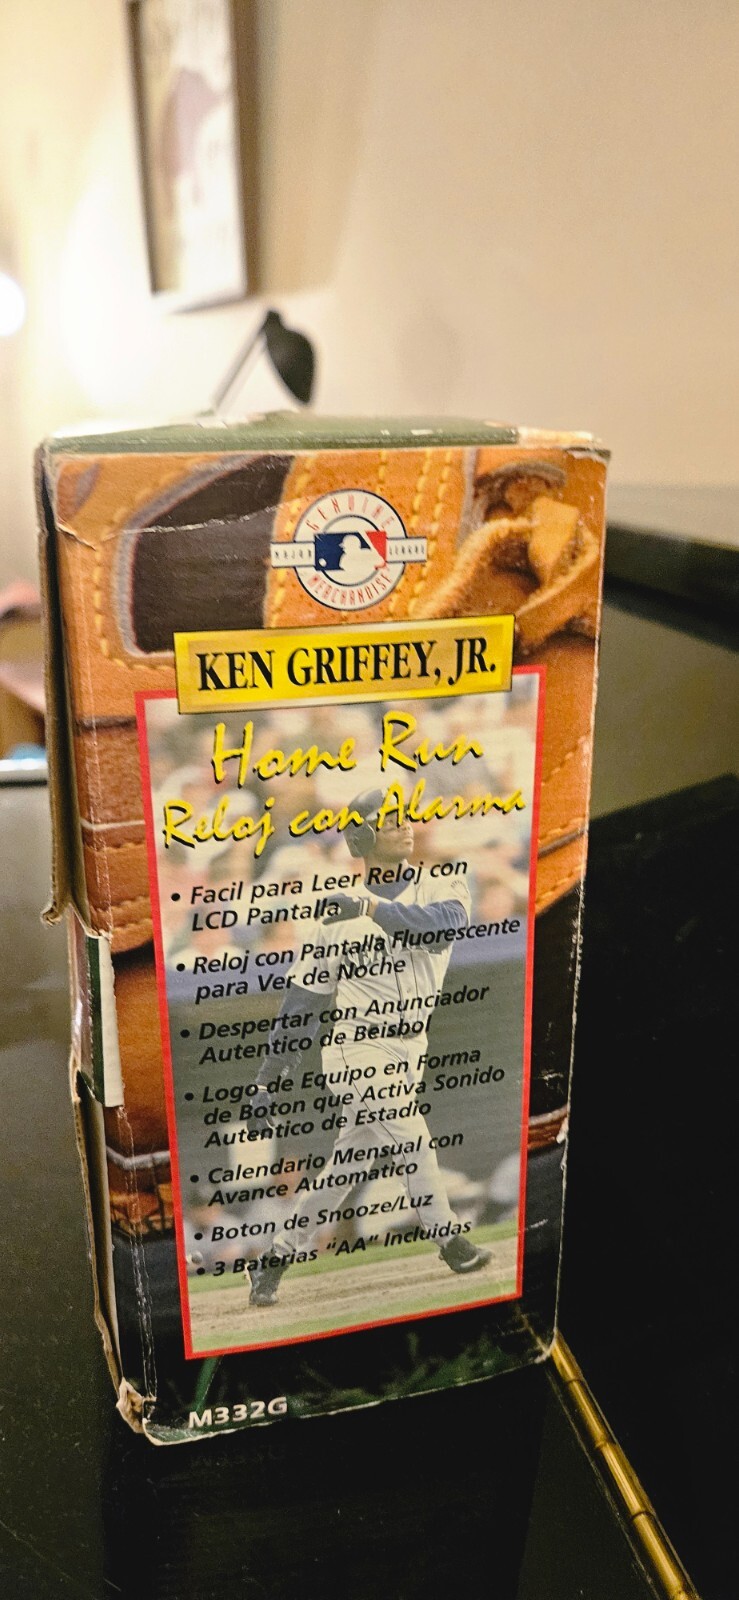 GENUINE
MAJOR LEAGUE
MERCHANDISE
KEN GRIFFEY, JR.
Home Run
Reloj con Alarma
• Facil para Leer Reloj con
LCD Pantalla
• Reloj con Pantalla Fluorescente
para Ver de Noche
• Despertar con Anunciador
Autentico de Beisbol
• Logo de Equipo en Forma
de Boton que Activa Sonido
Autentico de Estadio
• Calendario Mensual con
Avance Automatico
• Boton de Snooze/Luz
• 3 Baterias "AA" Incluidas
M332G